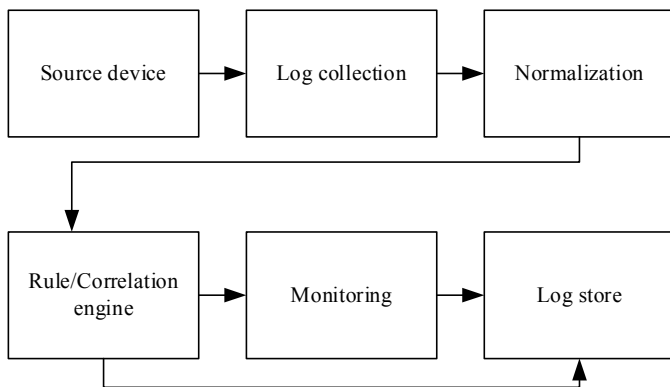 Source device
Log collection
Normalization
Rule/Correlation
engine
Monitoring
Log store